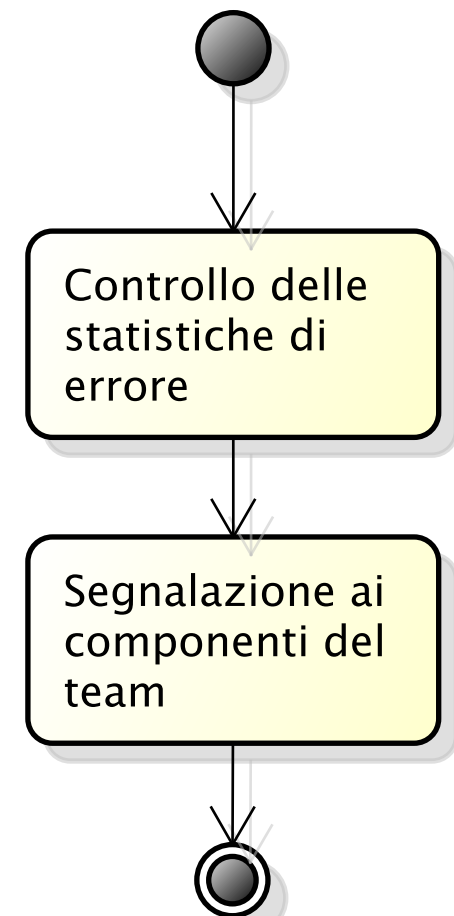 Controllo delle
statistiche di
errore
Segnalazione ai
componenti del
team